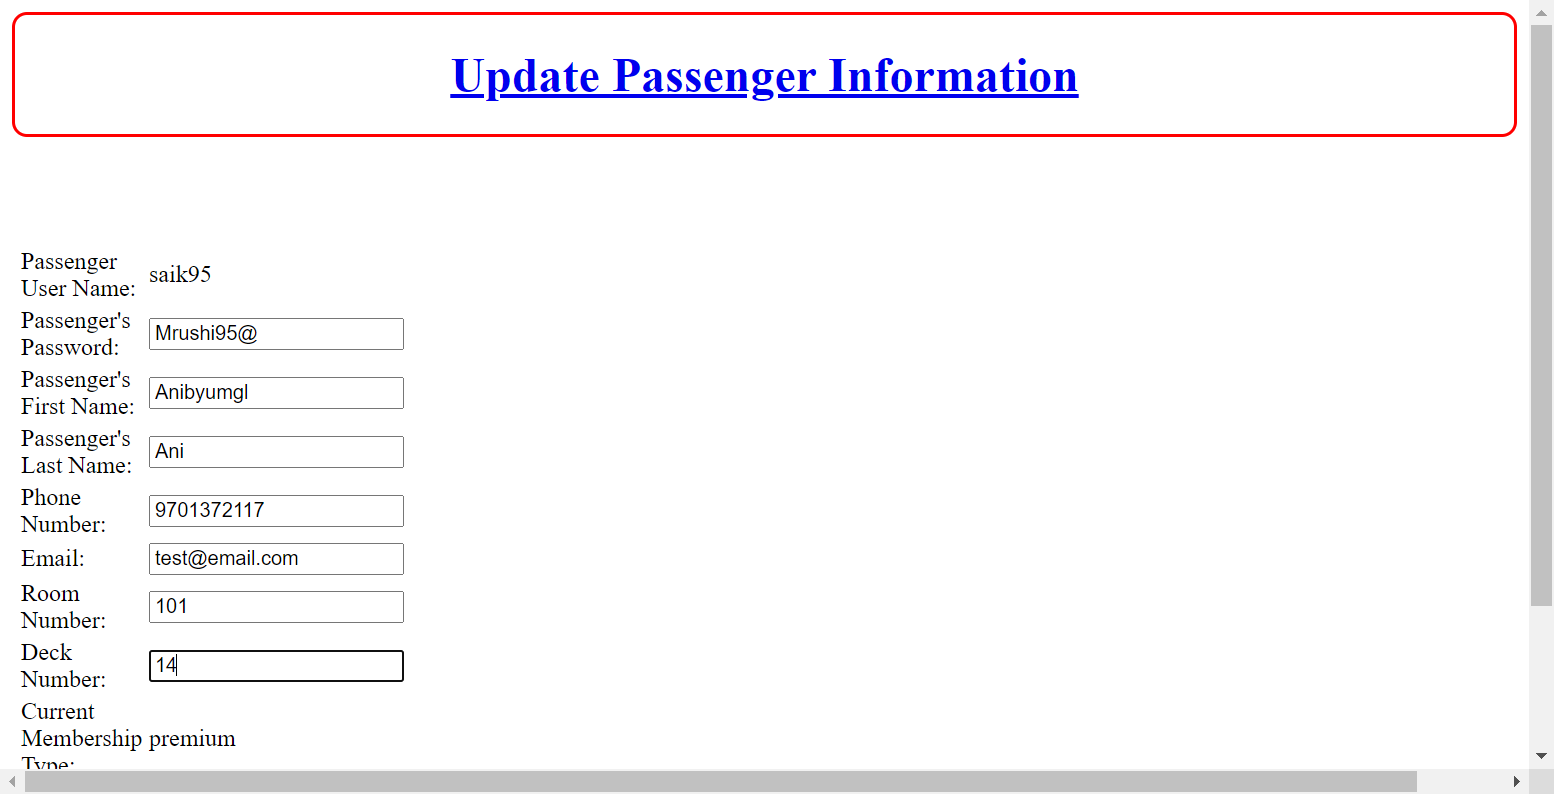 Update Passenger Information
Passenger
User Name:
saik95
Passenger's
Password:
Mrushi95@
Passenger's
First Name:
Anibyumgl
Passenger's
Last Name:
Ani
Phone
Number:
9701372117
Email:
test@email.com
Room
Number:
101
Deck
Number:
14
Current
Membership
Type:
premium